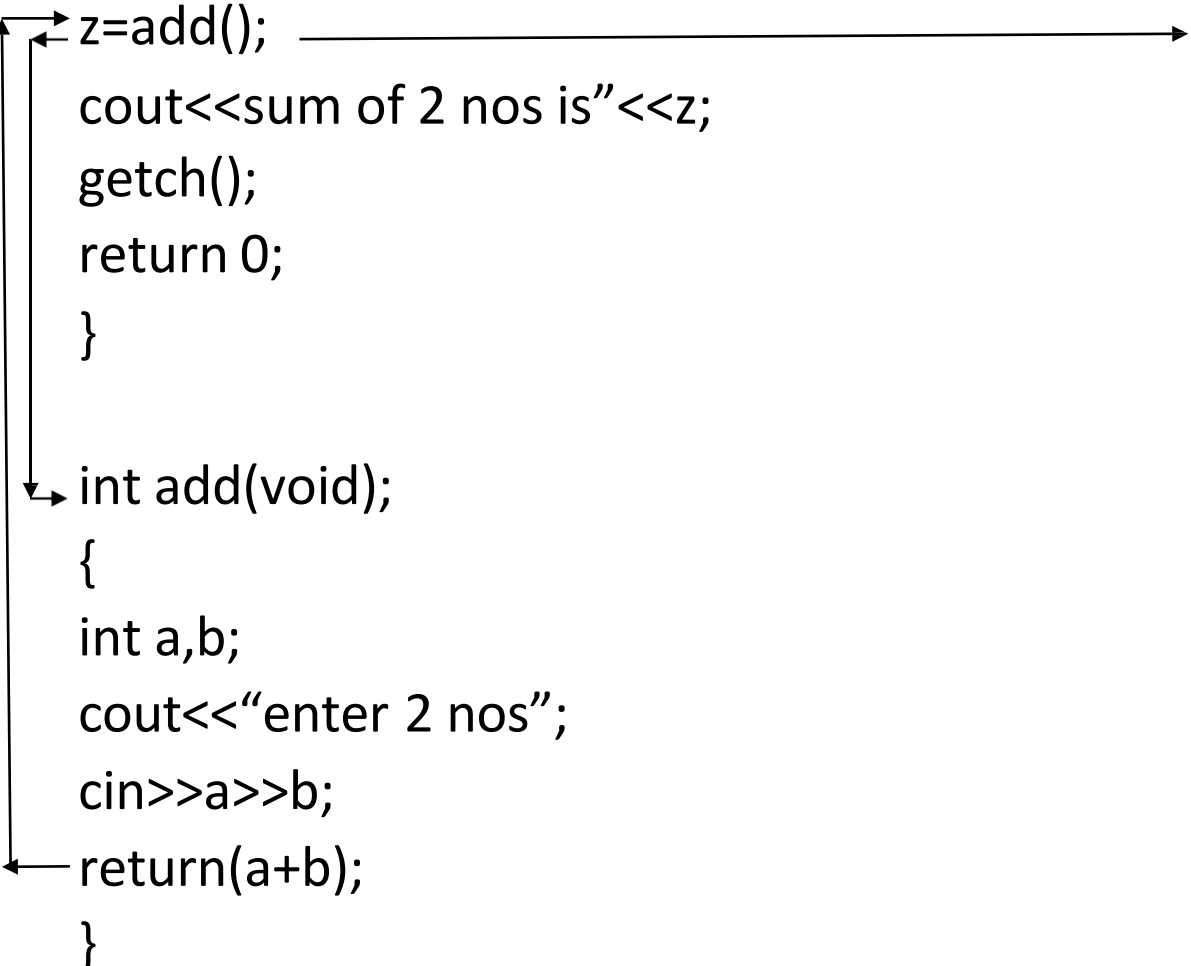 z=add();
cout<<sum of 2 nos is”<<z;
getch();
return 0;
}
int add(void);
{
int a,b;
cout<<“enter 2 nos”;
cin>>a>>b;
return(a+b);
}